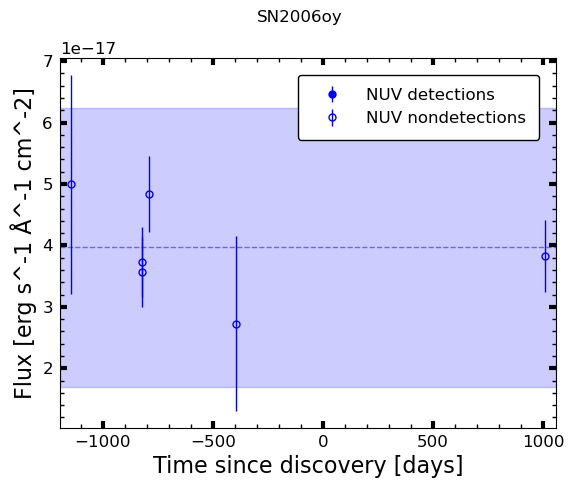 SN2006oy
1e−17
7
6
5
4
3
2
Flux [erg s^-1 Å^-1 cm^-2]
NUV detections
NUV nondetections
−1000 −500 0 500 1000
Time since discovery [days]